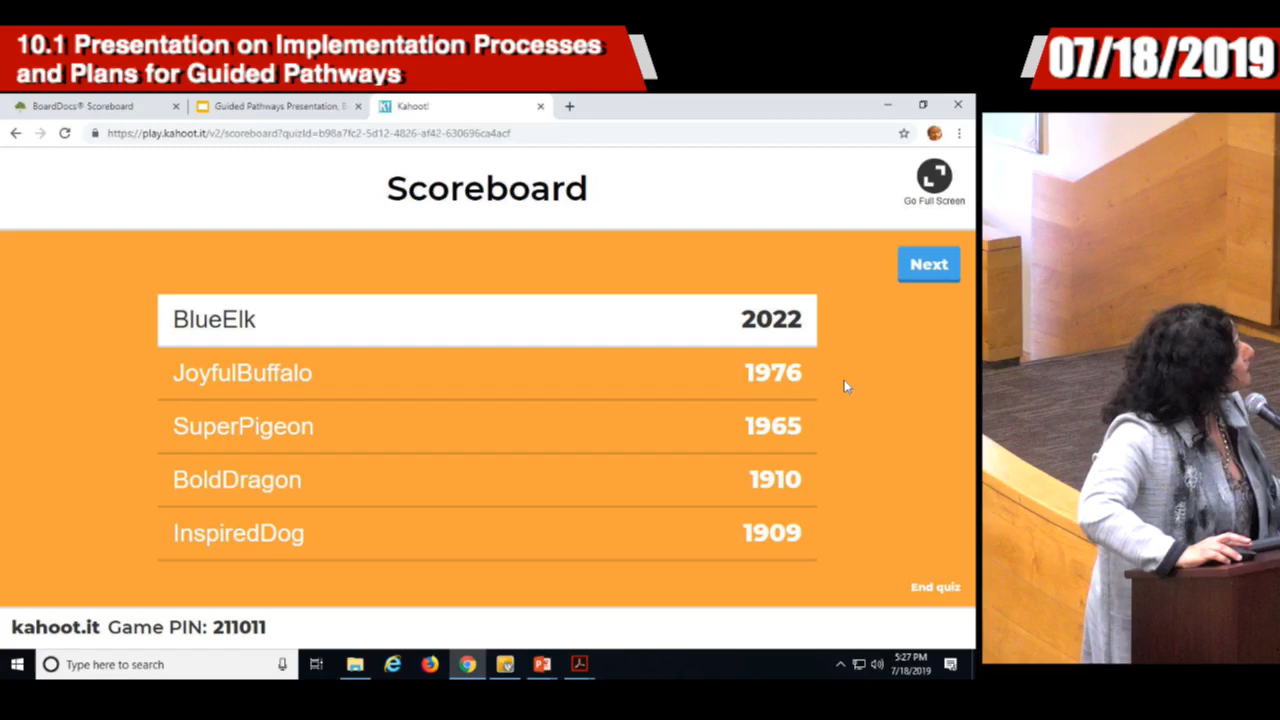 10.1 Presentation on Implementation Processes
and Plans for Guided Pathways
07/18/2019
BoardDocs® Scoreboard
Guided Pathways Presentation, B
Kahoot!
https://play.kahoot.it/v2/scoreboard?quizId=b98a7fc2-5d12-4826-af42-630696ca4acf
Scoreboard
Go Full Screen
Next
BlueElk 2022
JoyfulBuffalo 1976
SuperPigeon 1965
BoldDragon 1910
InspiredDog 1909
End quiz
kahoot.it Game PIN: 211011
Type here to search
5:27 PM
7/18/2019